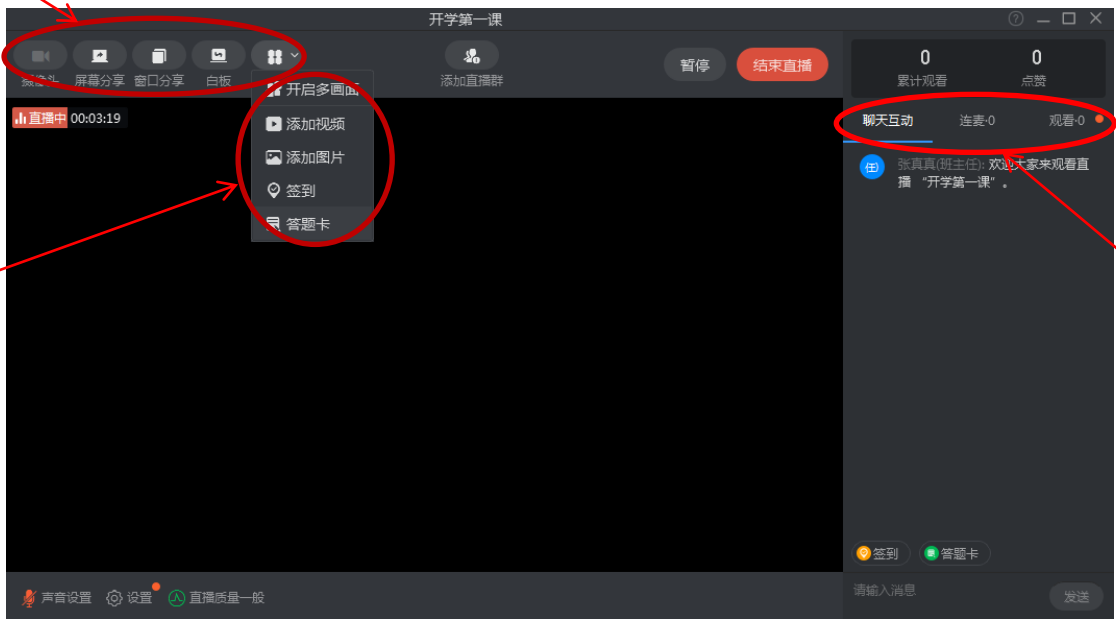 开学第一课
摄像头 屏幕分享 窗口分享 白板
添加直播群
暂停 结束直播
开启多画面
添加视频
添加图片
签到
答题卡
直播中 00:03:19
0 0
累计观看 点赞
聊天互动 连麦·0 观看·0
任 张真真(班主任): 欢迎大家来观看直
播 “开学第一课”。
签到 答题卡
请输入消息
发送
声音设置 设置 直播质量一般